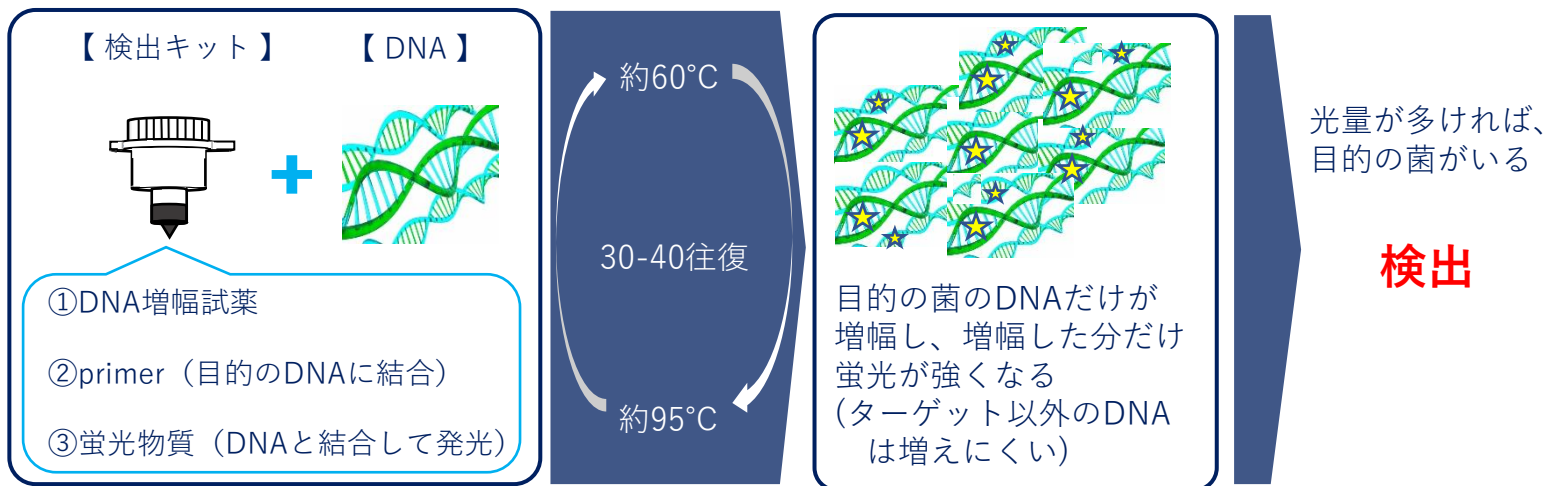 【 検出キット 】
【 DNA 】
①DNA増幅試薬
②primer（目的のDNAに結合）
③蛍光物質（DNAと結合して発光）
約60°C
30-40往復
約95°C
目的の菌のDNAだけが
増幅し、増幅した分だけ
蛍光が強くなる
(ターゲット以外のDNA
は増えにくい)
光量が多ければ、
目的の菌がいる
検出